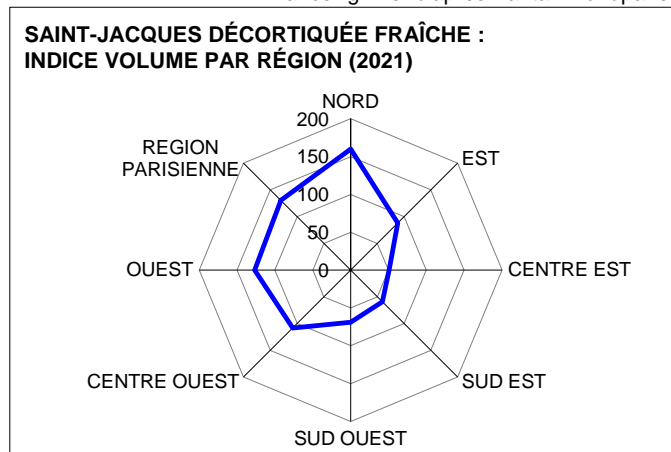 SAINT-JACQUES DÉCORTIQUÉE FRAÎCHE :
INDICE VOLUME PAR RÉGION (2021)
NORD
200
REGION
PARISIENNE
EST
150
100
50
OUEST
0
CENTRE EST
CENTRE OUEST
SUD EST
SUD OUEST